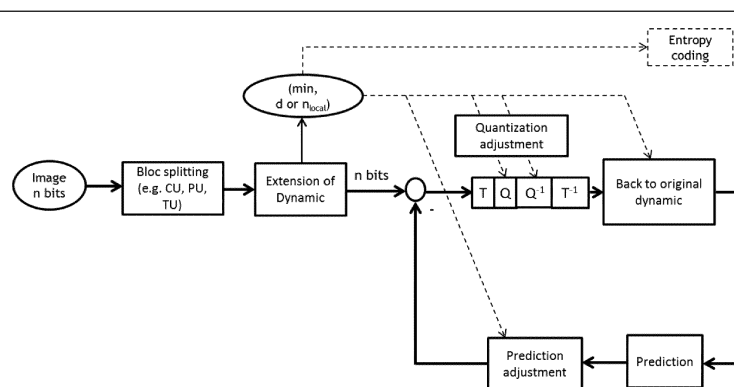 Entropy
coding
(min,
d or nlocal)
Quantization
adjustment
Image
n bits
Bloc splitting
(e.g. CU, PU,
TU)
Extension of
Dynamic
n bits
-
T Q Q-1 T-1
Back to original
dynamic
Prediction
adjustment
Prediction